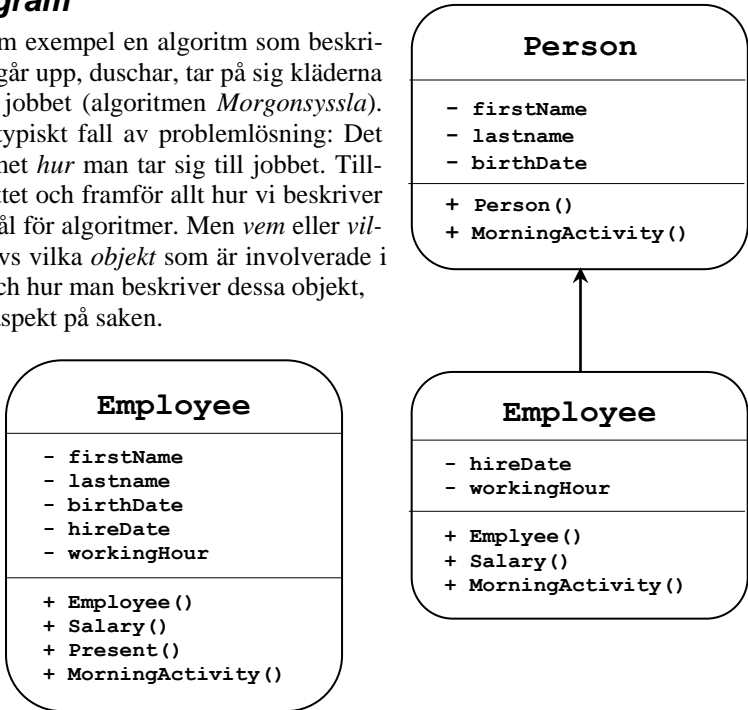 gram
m exempel en algoritm som beskri-
går upp, duschar, tar på sig kläderna
jobbet (algoritmen Morgonsyssla).
typiskt fall av problemlösning: Det
net hur man tar sig till jobbet. Till-
ttet och framför allt hur vi beskriver
ål för algoritmer. Men vem eller vil-
vs vilka objekt som är involverade i
ch hur man beskriver dessa objekt,
aspekt på saken.
Person
- firstName
- lastname
- birthDate
+ Person()
+ MorningActivity()
Employee
- firstName
- lastname
- birthDate
- hireDate
- workingHour
+ Employee()
+ Salary()
+ Present()
+ MorningActivity()
Employee
- hireDate
- workingHour
+ Emplyee()
+ Salary()
+ MorningActivity()